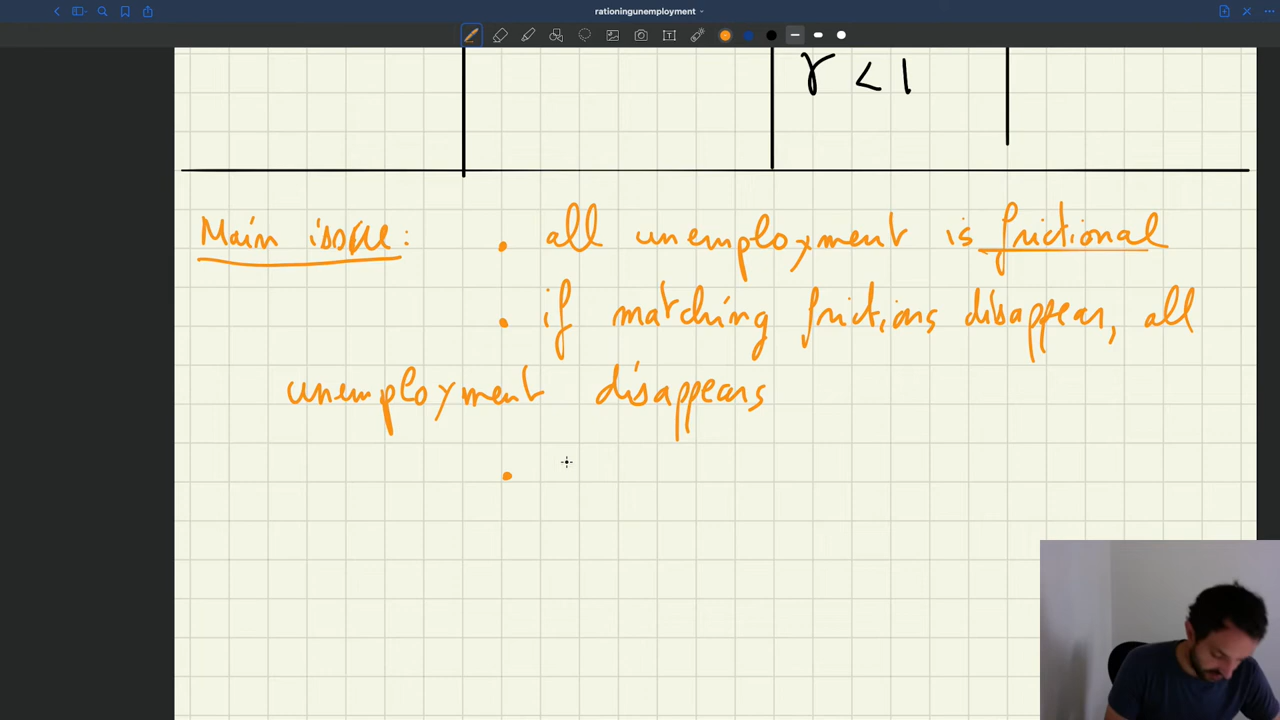 rationingunemployment
γ < 1
Main issue : • all unemployment is frictional
• if matching frictions disappear, all
unemployment disappears
•